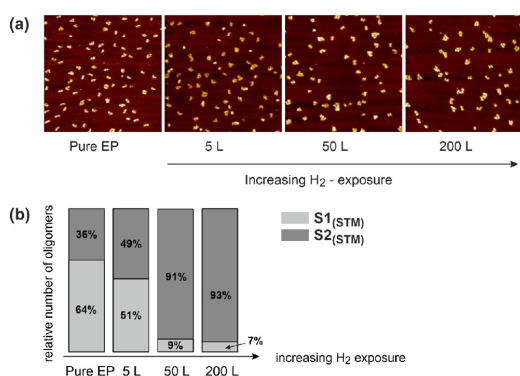 (a)
Pure EP 5 L 50 L 200 L
Increasing H2 - exposure
(b)
relative number of oligomers
36% 49% 91% 93%
64% 51% 9% 7%
S1(STM)
S2(STM)
Pure EP 5 L 50 L 200 L
increasing H2 exposure